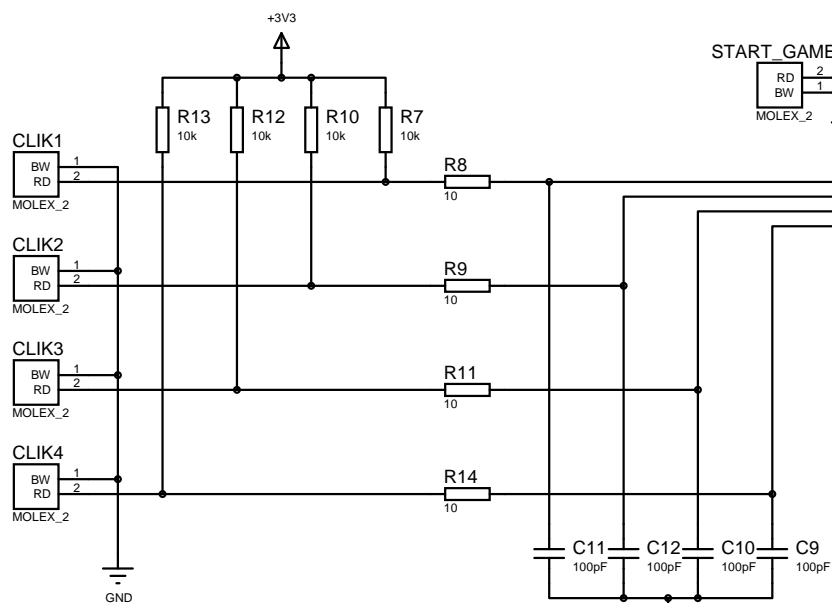 +3V3
START_GAME
RD 2
BW 1
MOLEX_2
R13 R12 R10 R7
10k 10k 10k 10k
CLIK1
BW 1
RD 2
MOLEX_2
R8
10
CLIK2
BW 1
RD 2
MOLEX_2
R9
10
CLIK3
BW 1
RD 2
MOLEX_2
R11
10
CLIK4
BW 1
RD 2
MOLEX_2
R14
10
C11 C12 C10 C9
100pF 100pF 100pF 100pF
GND